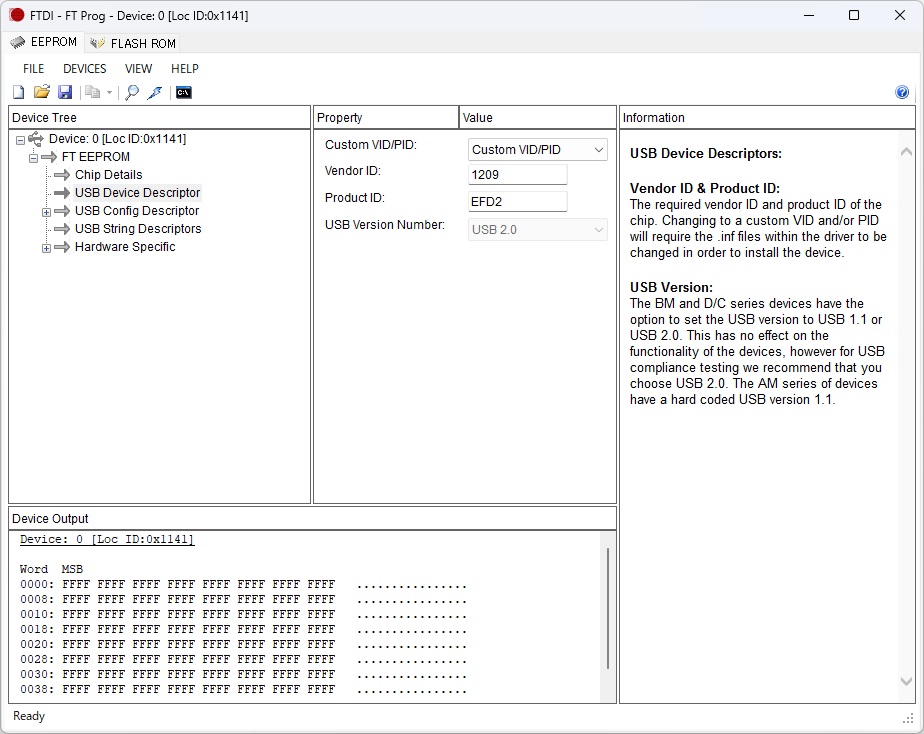 FTDI - FT Prog - Device: 0 [Loc ID:0x1141]
EEPROM
FLASH ROM
FILE
DEVICES
VIEW
HELP
C:\
?
Device Tree
Device: 0 [Loc ID:0x1141]
FT EEPROM
Chip Details
USB Device Descriptor
USB Config Descriptor
USB String Descriptors
Hardware Specific
Property
Value
Custom VID/PID:
Custom VID/PID
Vendor ID:
1209
Product ID:
EFD2
USB Version Number:
USB 2.0
Information
USB Device Descriptors:
Vendor ID & Product ID:
The required vendor ID and product ID of the
chip. Changing to a custom VID and/or PID
will require the .inf files within the driver to be
changed in order to install the device.
USB Version:
The BM and D/C series devices have the
option to set the USB version to USB 1.1 or
USB 2.0. This has no effect on the
functionality of the devices, however for USB
compliance testing we recommend that you
choose USB 2.0. The AM series of devices
have a hard coded USB version 1.1.
Device Output
Device: 0 [Loc ID:0x1141]
Word MSB
0000: FFFF FFFF FFFF FFFF FFFF FFFF FFFF FFFF ................
0008: FFFF FFFF FFFF FFFF FFFF FFFF FFFF FFFF ................
0010: FFFF FFFF FFFF FFFF FFFF FFFF FFFF FFFF ................
0018: FFFF FFFF FFFF FFFF FFFF FFFF FFFF FFFF ................
0020: FFFF FFFF FFFF FFFF FFFF FFFF FFFF FFFF ................
0028: FFFF FFFF FFFF FFFF FFFF FFFF FFFF FFFF ................
0030: FFFF FFFF FFFF FFFF FFFF FFFF FFFF FFFF ................
0038: FFFF FFFF FFFF FFFF FFFF FFFF FFFF FFFF ................
Ready